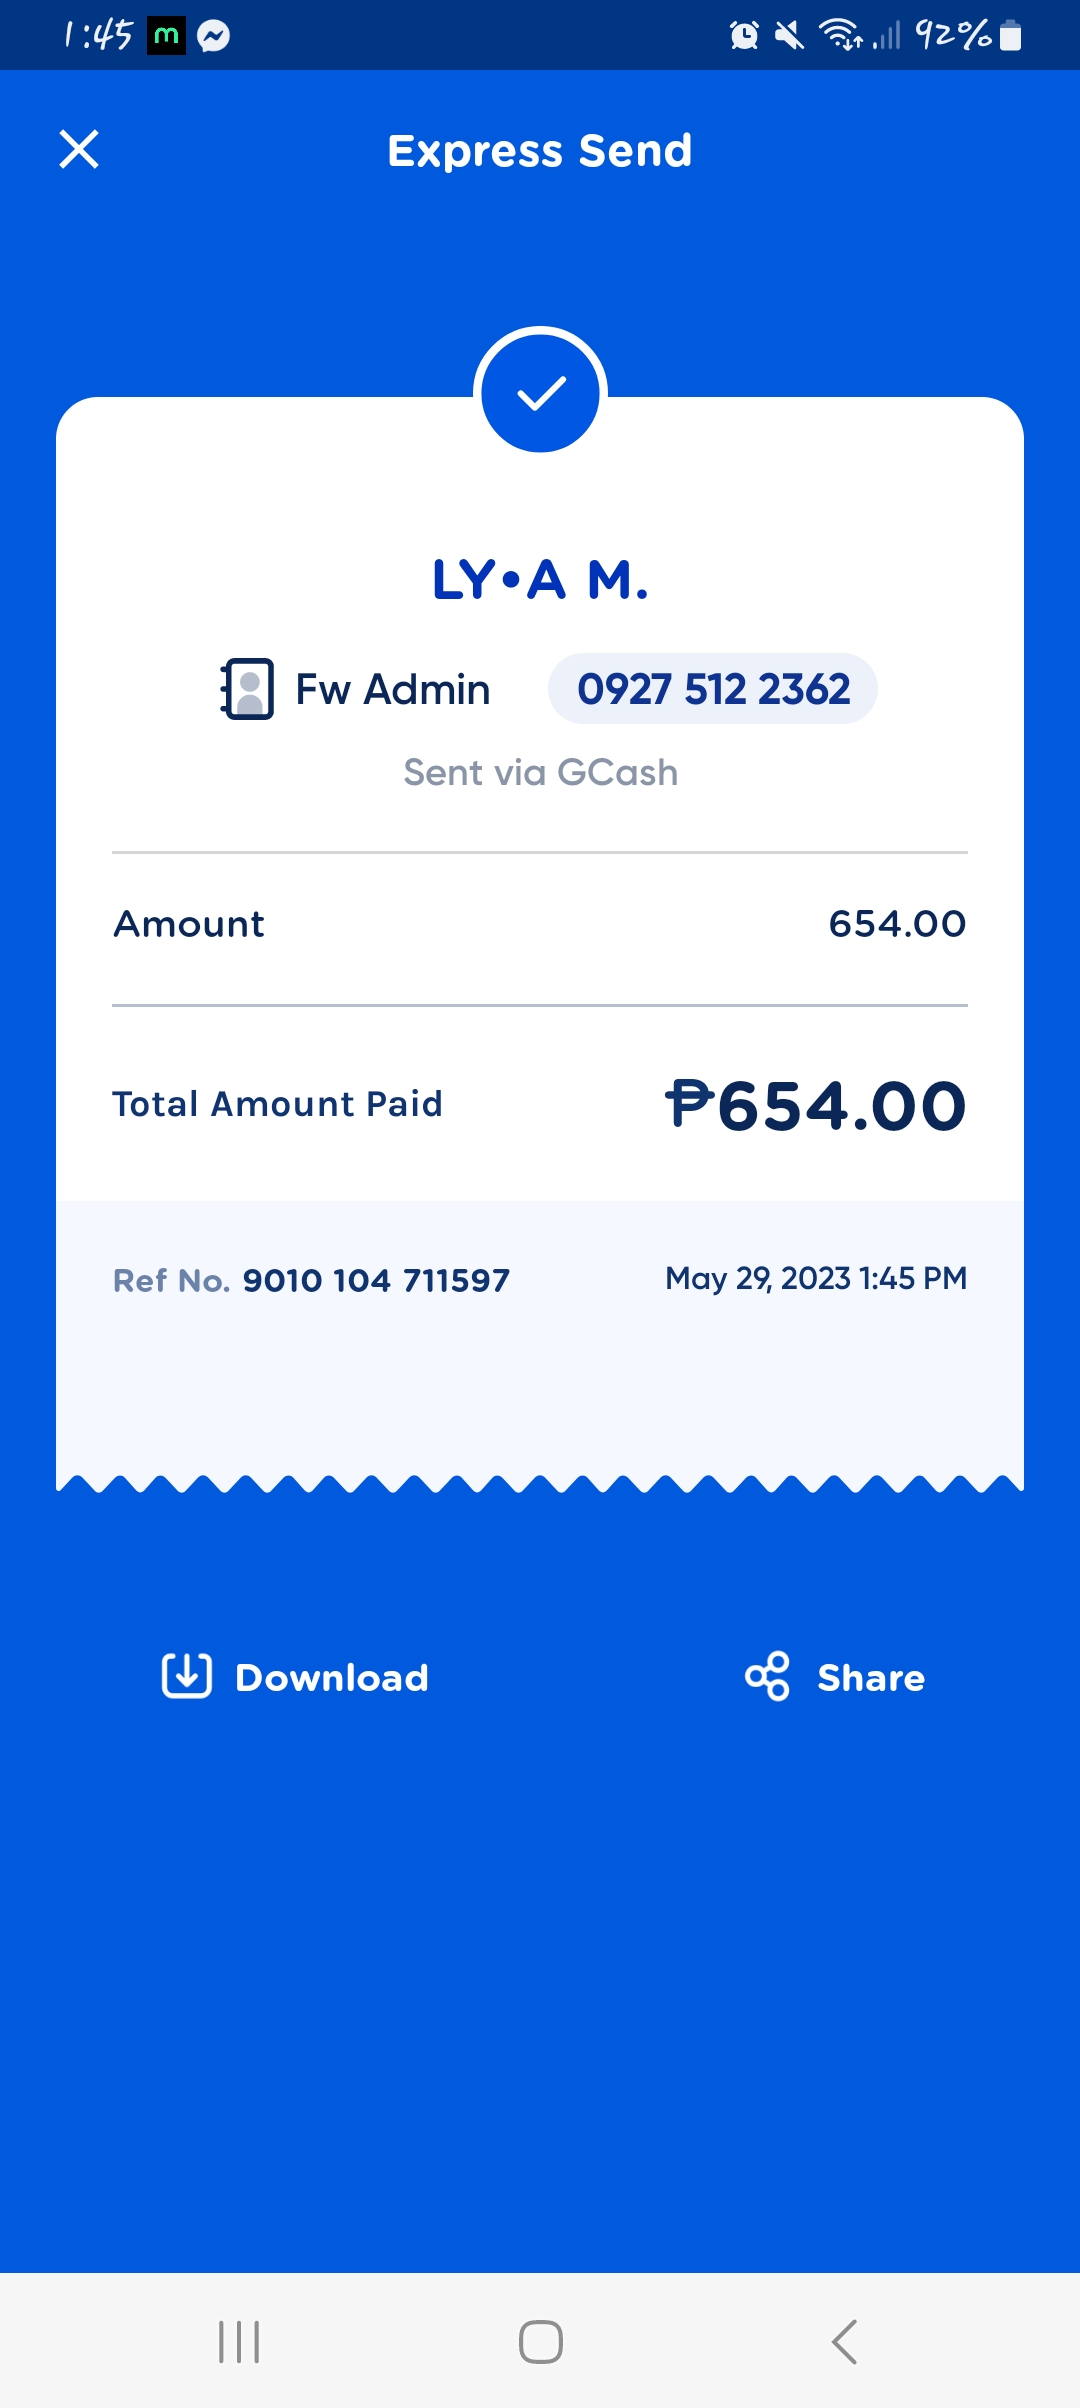 1:45 92%
Express Send
LY•A M.
Fw Admin 0927 512 2362
Sent via GCash
Amount 654.00
Total Amount Paid ₱654.00
Ref No. 9010 104 711597 May 29, 2023 1:45 PM
Download Share